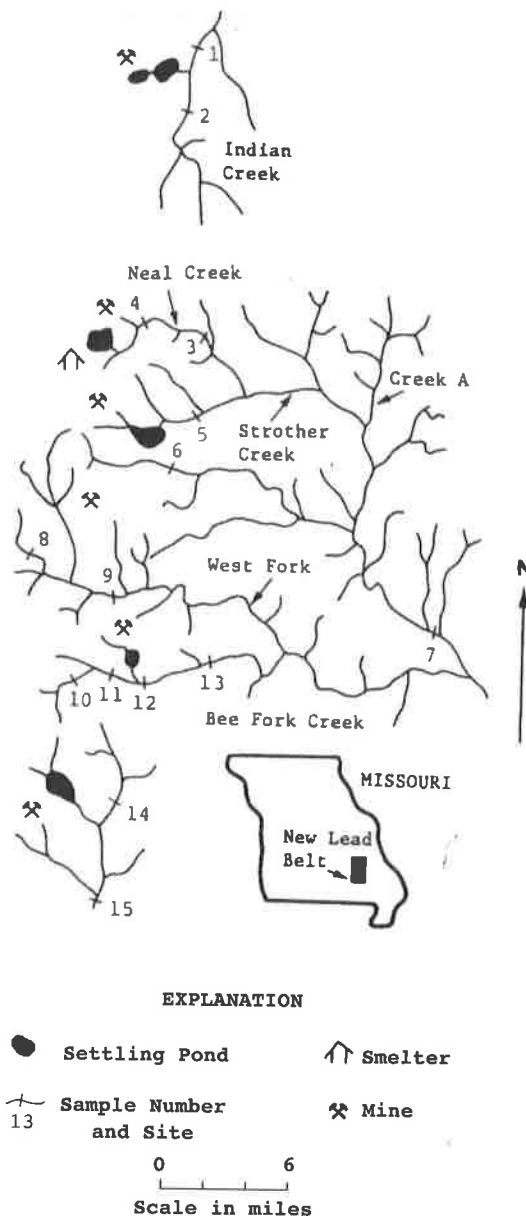 1
2
Indian
Creek
Neal Creek
4
3
Creek A
5
Strother
Creek
6
8
9
West Fork
N
7
10
11
12
13
Bee Fork Creek
14
15
MISSOURI
New Lead
Belt
EXPLANATION
Settling Pond
Smelter
13
Sample Number
and Site
Mine
0 6
Scale in miles